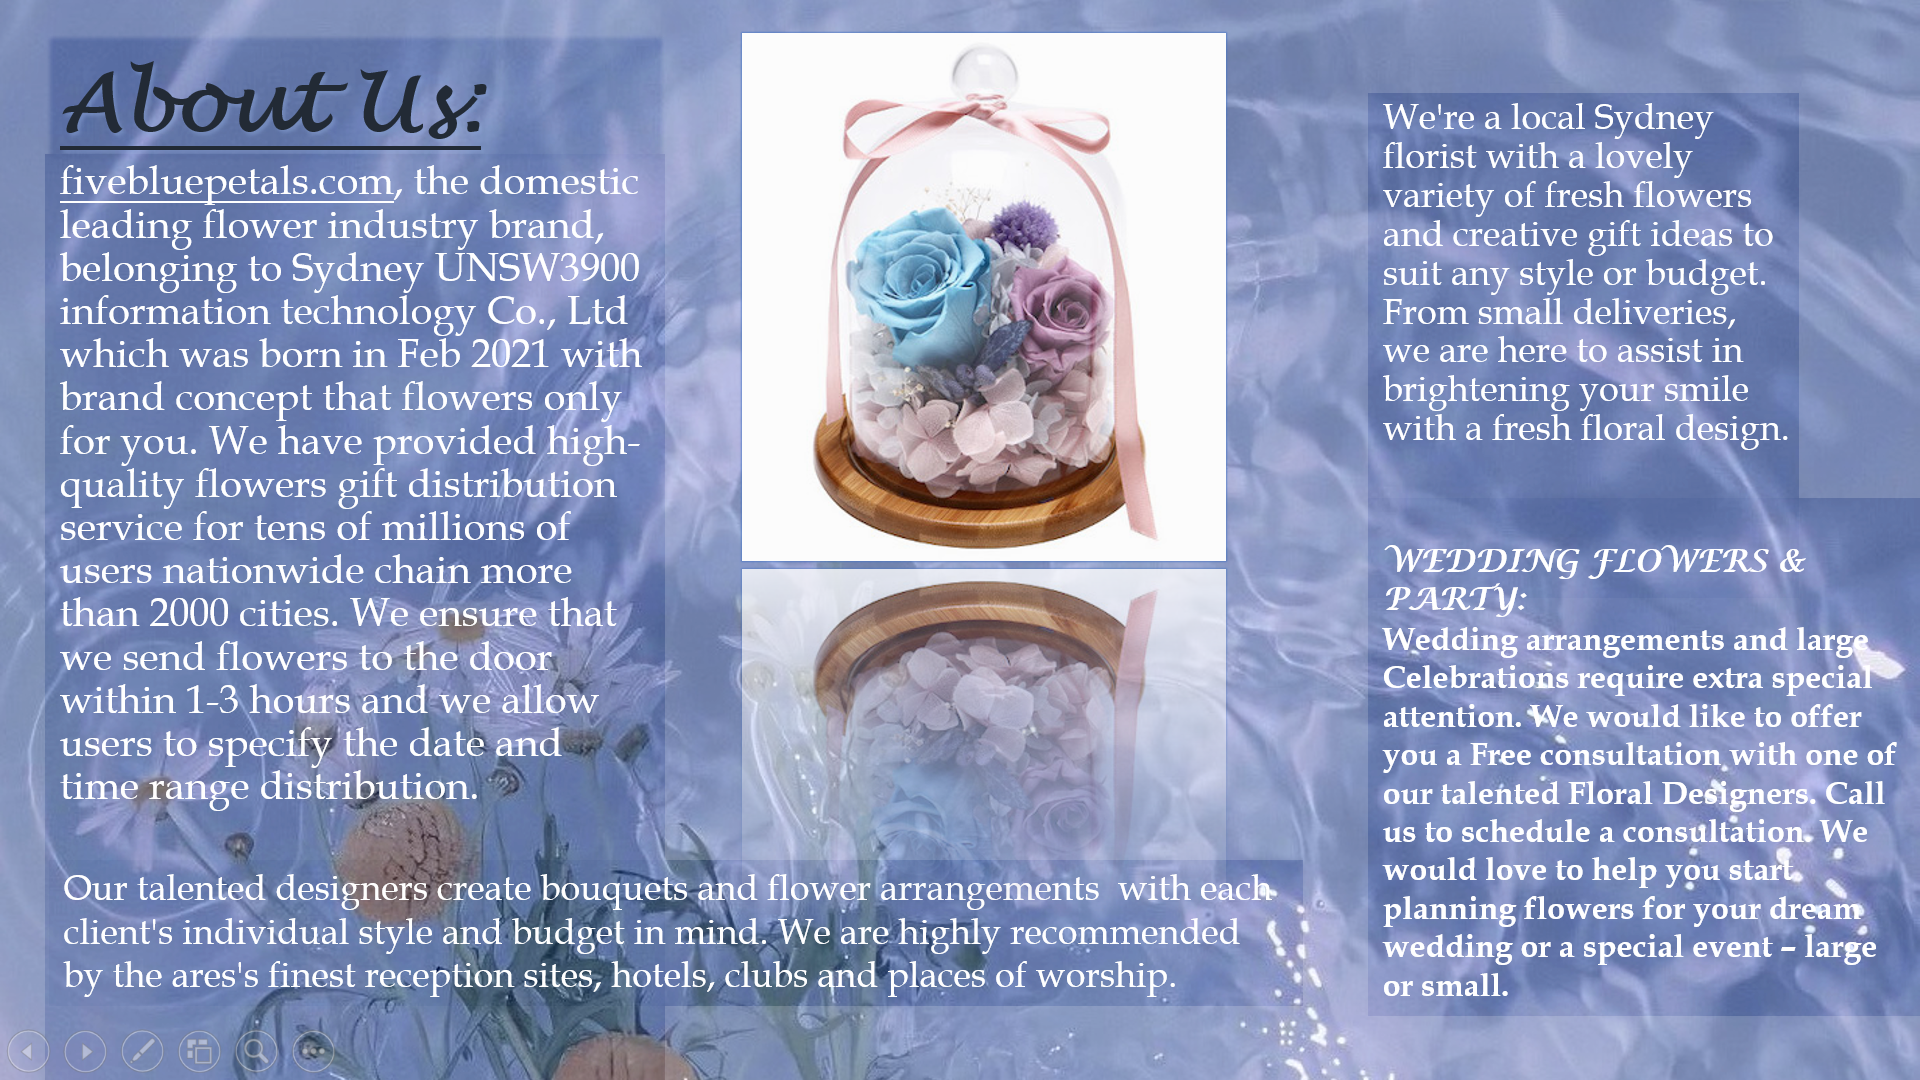 About Us:
fivebluepetals.com, the domestic
leading flower industry brand,
belonging to Sydney UNSW3900
information technology Co., Ltd
which was born in Feb 2021 with
brand concept that flowers only
for you. We have provided high-
quality flowers gift distribution
service for tens of millions of
users nationwide chain more
than 2000 cities. We ensure that
we send flowers to the door
within 1-3 hours and we allow
users to specify the date and
time range distribution.
Our talented designers create bouquets and flower arrangements  with each
client's individual style and budget in mind. We are highly recommended
by the ares's finest reception sites, hotels, clubs and places of worship.
We're a local Sydney
florist with a lovely
variety of fresh flowers
and creative gift ideas to
suit any style or budget.
From small deliveries,
we are here to assist in
brightening your smile
with a fresh floral design.
WEDDING FLOWERS &
PARTY:
Wedding arrangements and large
Celebrations require extra special
attention. We would like to offer
you a Free consultation with one of
our talented Floral Designers. Call
us to schedule a consultation. We
would love to help you start
planning flowers for your dream
wedding or a special event – large
or small.